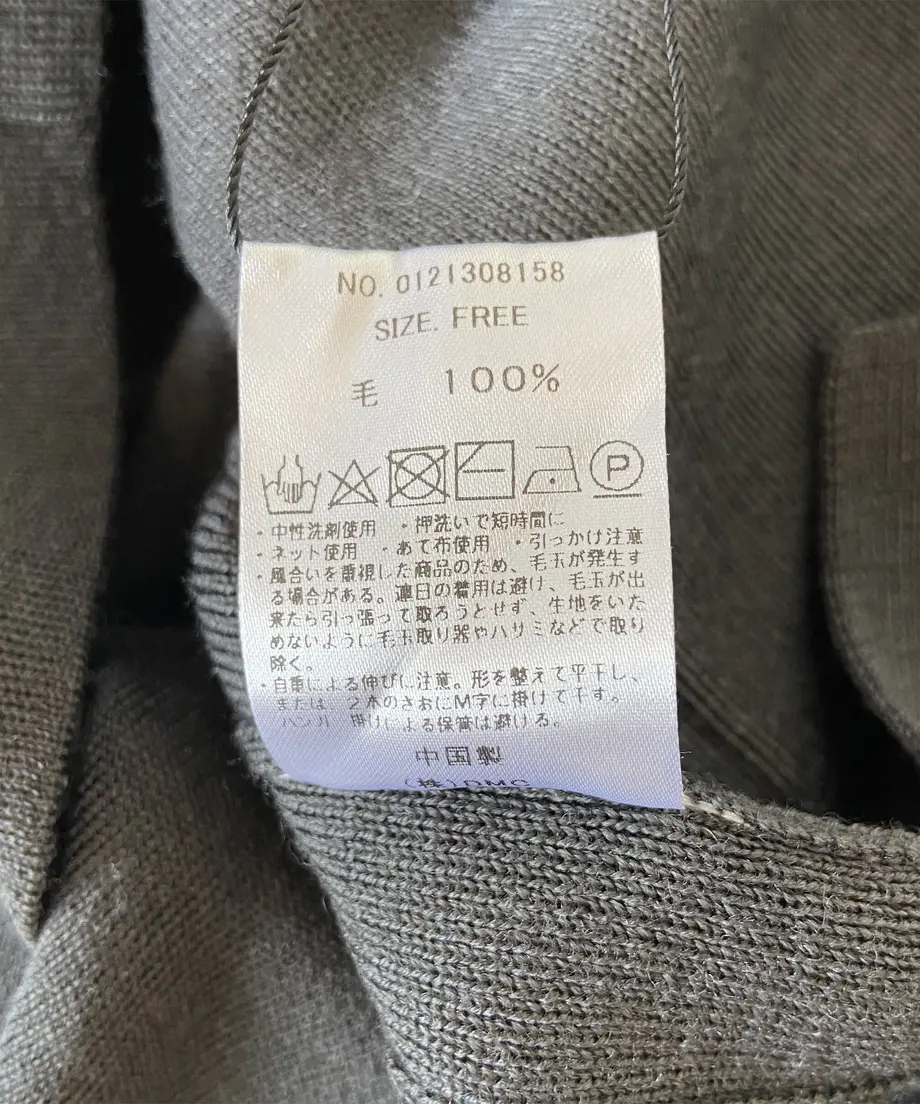 NO. 0121308158
SIZE. FREE
毛 100%
P
・中性洗剤使用 ・押洗いで短時間に
・ネット使用 ・あて布使用 ・引っかけ注意
・風合いを重視した商品のため、毛玉が発生す
る場合がある。連日の着用は避け、毛玉が出
来たら引っ張って取ろうとせず、生地をいた
めないように毛玉取り器やハサミなどで取り
除く。
・自重による伸びに注意。形を整えて平干し、
または 2本のさおにM字に掛けて干す。
ハンガー掛けによる保管は避ける。
中国製
(株)DMC